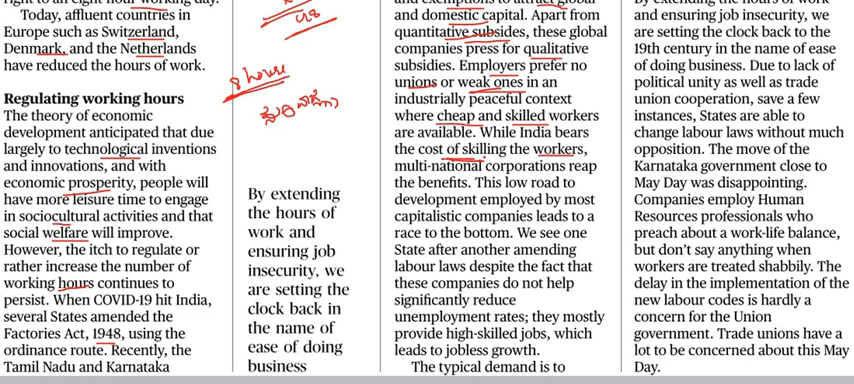 right to an eight-hour working day.
Today, affluent countries in
Europe such as Switzerland,
Denmark, and the Netherlands
have reduced the hours of work.
Regulating working hours
The theory of economic
development anticipated that due
largely to technological inventions
and innovations, and with
economic prosperity, people will
have more leisure time to engage
in sociocultural activities and that
social welfare will improve.
However, the itch to regulate or
rather increase the number of
working hours continues to
persist. When COVID-19 hit India,
several States amended the
Factories Act, 1948, using the
ordinance route. Recently, the
Tamil Nadu and Karnataka
8 hours
By extending
the hours of
work and
ensuring job
insecurity, we
are setting the
clock back in
the name of
ease of doing
business
and exemptions to attract global
and domestic capital. Apart from
quantitative subsides, these global
companies press for qualitative
subsidies. Employers prefer no
unions or weak ones in an
industrially peaceful context
where cheap and skilled workers
are available. While India bears
the cost of skilling the workers,
multi-national corporations reap
the benefits. This low road to
development employed by most
capitalistic companies leads to a
race to the bottom. We see one
State after another amending
labour laws despite the fact that
these companies do not help
significantly reduce
unemployment rates; they mostly
provide high-skilled jobs, which
leads to jobless growth.
The typical demand is to
By extending the hours of work
and ensuring job insecurity, we
are setting the clock back to the
19th century in the name of ease
of doing business. Due to lack of
political unity as well as trade
union cooperation, save a few
instances, States are able to
change labour laws without much
opposition. The move of the
Karnataka government close to
May Day was disappointing.
Companies employ Human
Resources professionals who
preach about a work-life balance,
but don't say anything when
workers are treated shabbily. The
delay in the implementation of the
new labour codes is hardly a
concern for the Union
government. Trade unions have a
lot to be concerned about this May
Day.